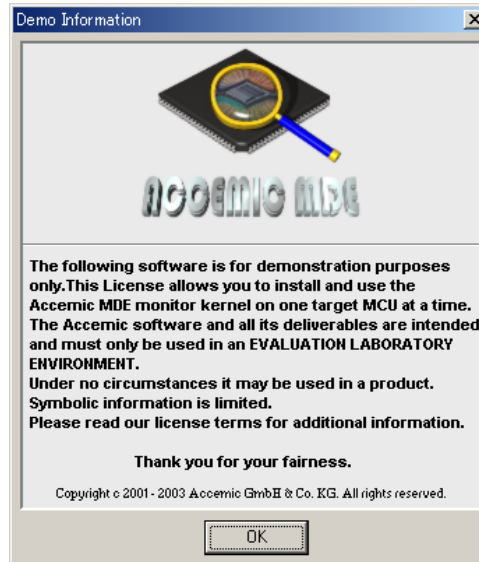 Demo Information
ACCEMIC MDE
The following software is for demonstration purposes
only.This License allows you to install and use the
Accemic MDE monitor kernel on one target MCU at a time.
The Accemic software and all its deliverables are intended
and must only be used in an EVALUATION LABORATORY
ENVIRONMENT.
Under no circumstances it may be used in a product.
Symbolic information is limited.
Please read our license terms for additional information.
Thank you for your fairness.
Copyright c 2001 - 2003 Accemic GmbH & Co. KG. All rights reserved.
OK